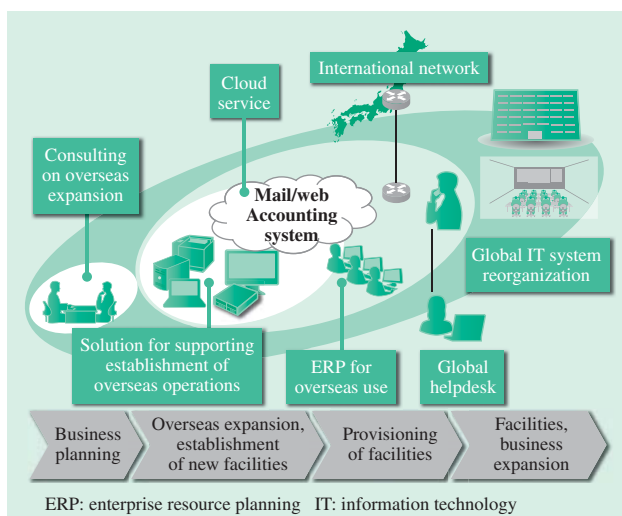 International network
Cloud
service
Consulting
on overseas
expansion
Mail/web
Accounting
system
Global IT system
reorganization
Solution for supporting
establishment of
overseas operations
ERP for
overseas use
Global
helpdesk
Business
planning
Overseas expansion,
establishment
of new facilities
Provisioning
of facilities
Facilities,
business
expansion
ERP: enterprise resource planning IT: information technology